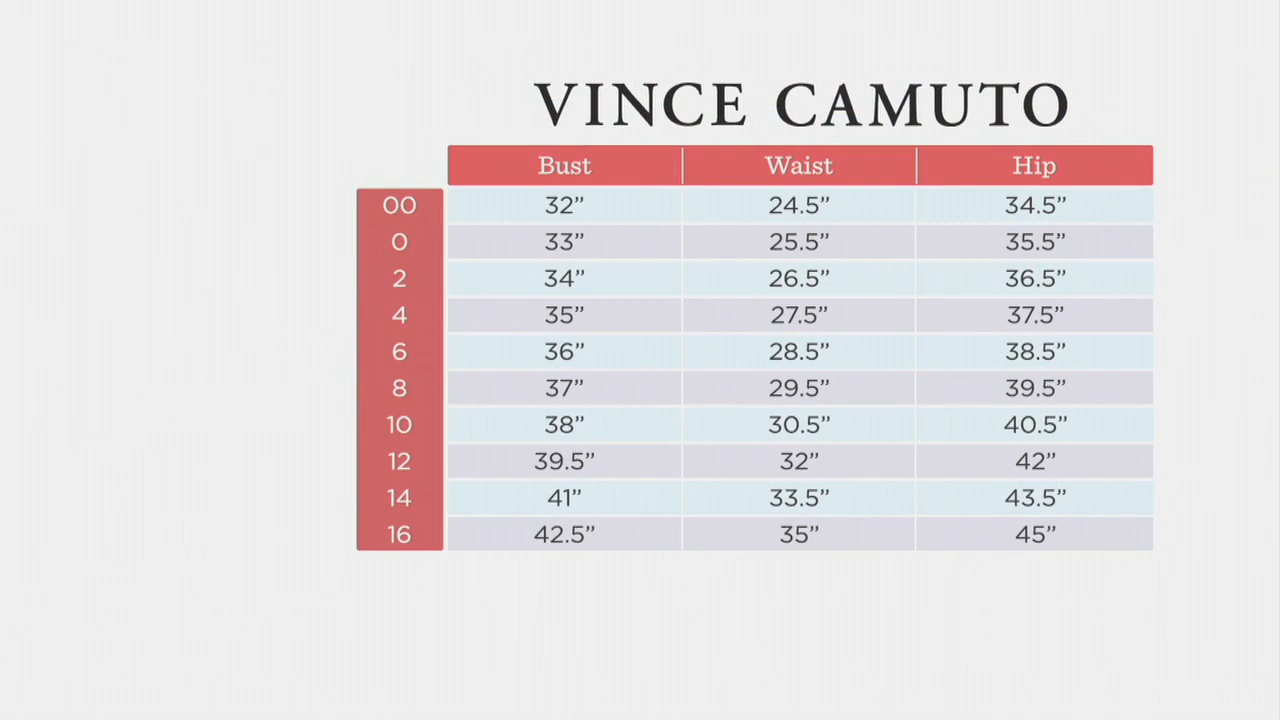 VINCE CAMUTO
Bust Waist Hip
00 32” 24.5” 34.5”
0 33” 25.5” 35.5”
2 34” 26.5” 36.5”
4 35” 27.5” 37.5”
6 36” 28.5” 38.5”
8 37” 29.5” 39.5”
10 38” 30.5” 40.5”
12 39.5” 32” 42”
14 41” 33.5” 43.5”
16 42.5” 35” 45”